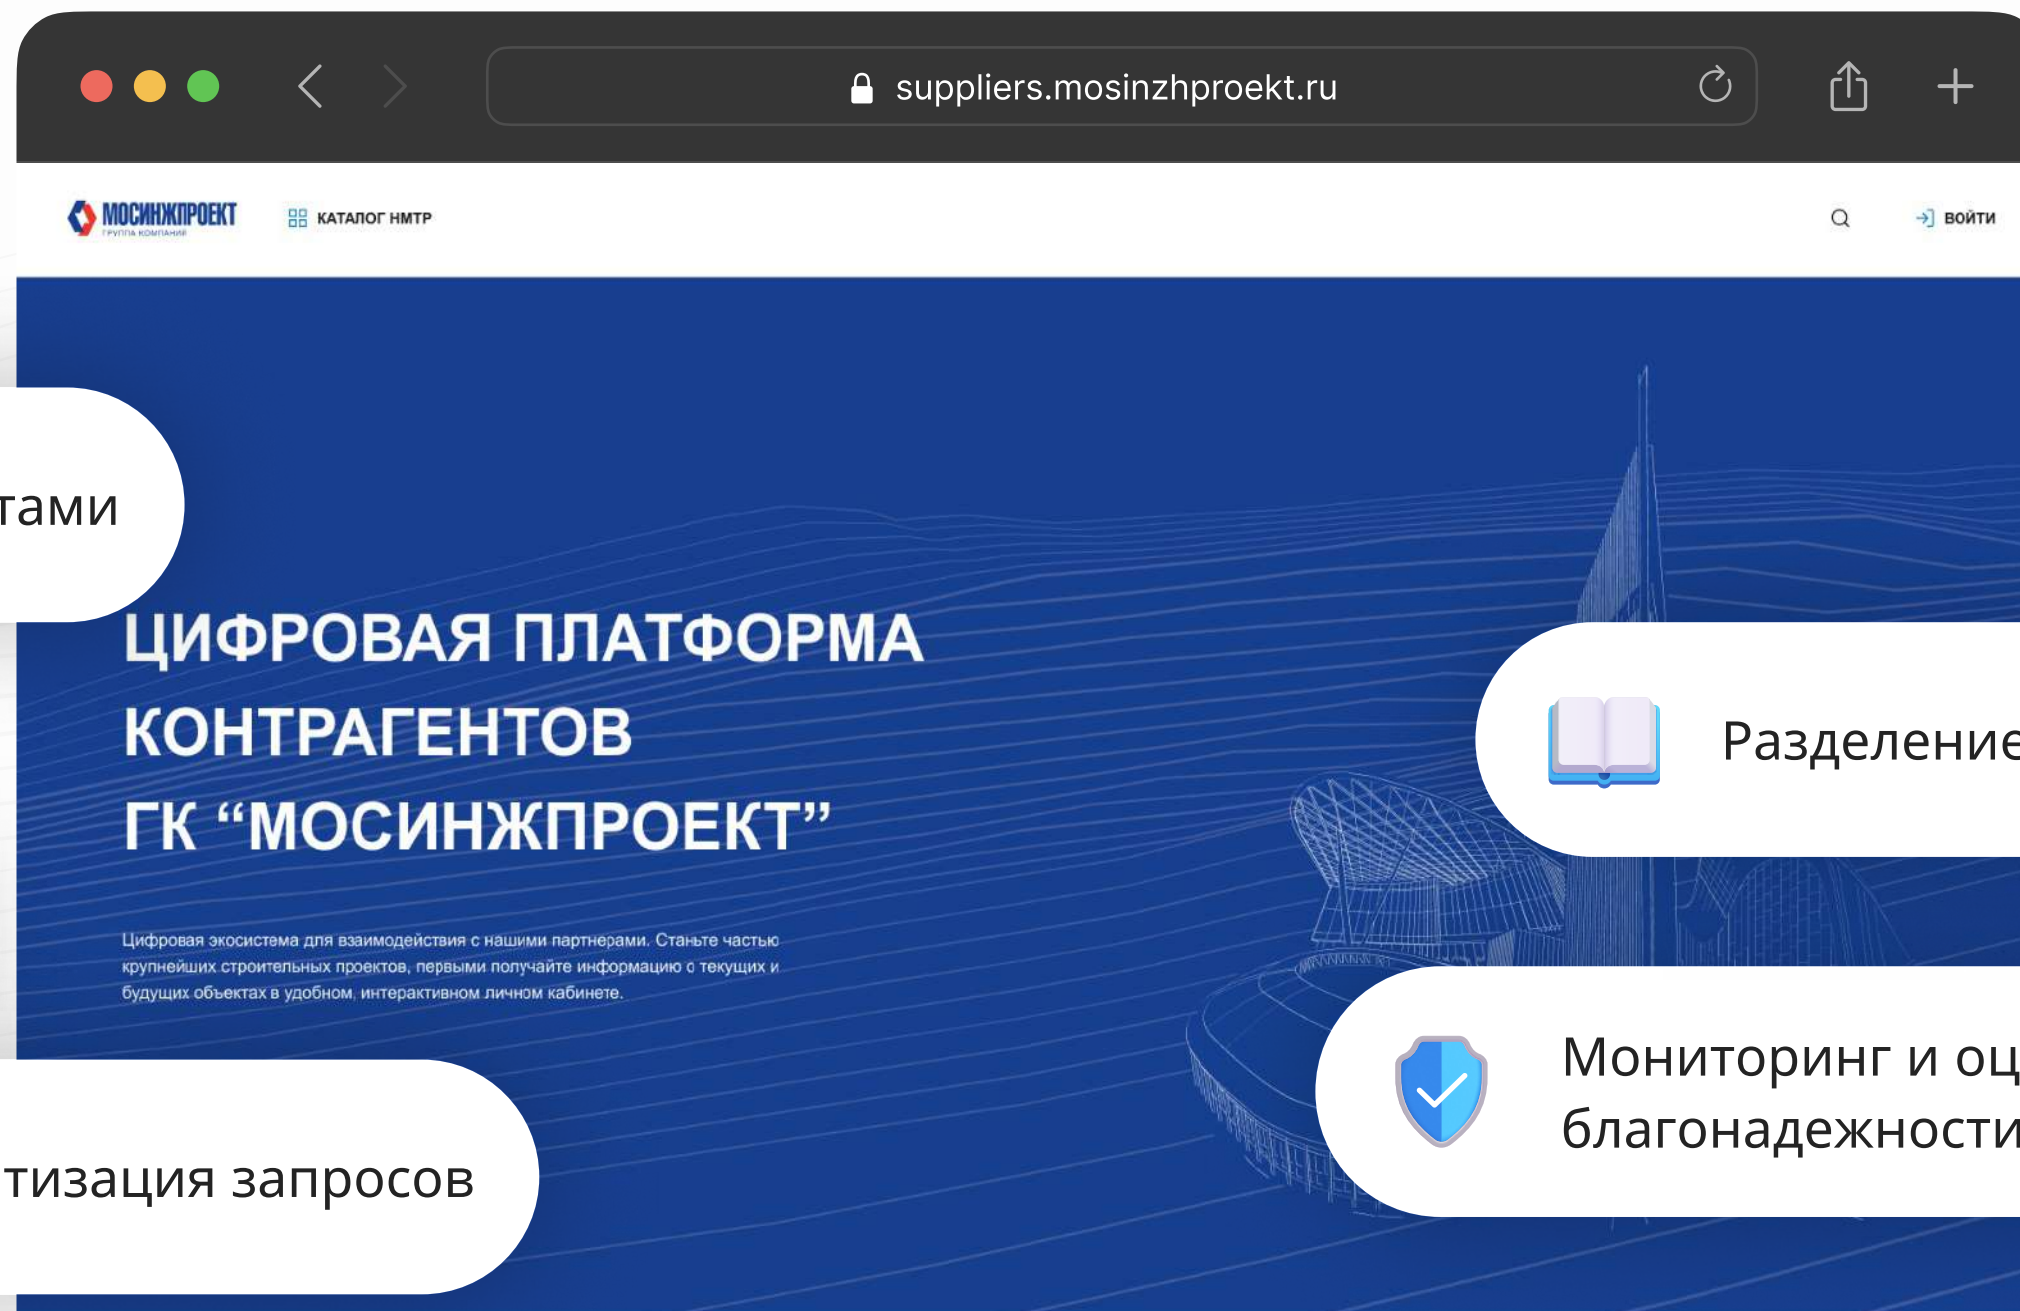 suppliers.mosinzhproekt.ru
МОСИНЖПРОЕКТ
ГРУППА КОМПАНИЙ
КАТАЛОГ НМТР
ВОЙТИ
тами
ЦИФРОВАЯ ПЛАТФОРМА
КОНТРАГЕНТОВ
ГК “МОСИНЖПРОЕКТ”
Разделение
Цифровая экосистема для взаимодействия с нашими партнерами. Станьте частью
крупнейших строительных проектов, первыми получайте информацию о текущих и
будущих объектах в удобном, интерактивном личном кабинете.
Мониторинг и оц
благонадежности
тизация запросов